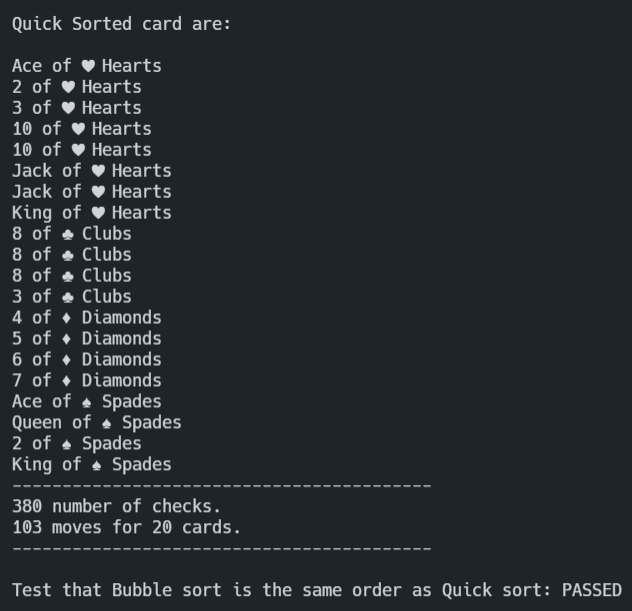 Quick Sorted card are:
Ace of ♥ Hearts
2 of ♥ Hearts
3 of ♥ Hearts
10 of ♥ Hearts
10 of ♥ Hearts
Jack of ♥ Hearts
Jack of ♥ Hearts
King of ♥ Hearts
8 of ♣ Clubs
8 of ♣ Clubs
8 of ♣ Clubs
3 of ♣ Clubs
4 of ♦ Diamonds
5 of ♦ Diamonds
6 of ♦ Diamonds
7 of ♦ Diamonds
Ace of ♠ Spades
Queen of ♠ Spades
2 of ♠ Spades
King of ♠ Spades
------------------------------------------
380 number of checks.
103 moves for 20 cards.
------------------------------------------
Test that Bubble sort is the same order as Quick sort: PASSED